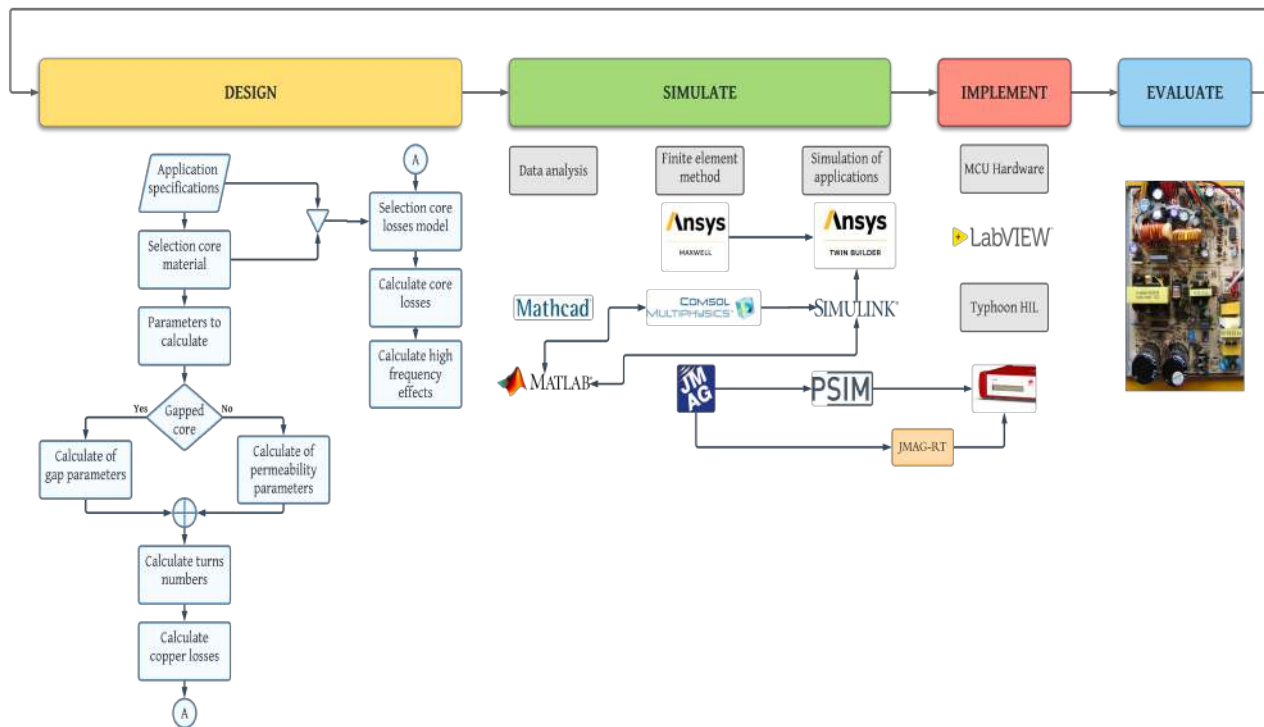 DESIGN
SIMULATE
IMPLEMENT
EVALUATE
Application
specifications
Selection core
material
Parameters to
calculate
Yes
Gapped
core
No
Calculate of
gap parameters
Calculate of
permeability
parameters
Calculate turns
numbers
Calculate
copper losses
A
A
Selection core
losses model
Calculate core
losses
Calculate high
frequency
effects
Data analysis
Finite element
method
Simulation of
applications
Ansys
MAXWELL
Ansys
TWIN BUILDER
Mathcad
COMSOL
MULTIPHYSICS
SIMULINK®
MATLAB®
JM
AG
PSIM
JMAG-RT
MCU Hardware
LabVIEW™
Typhoon HIL